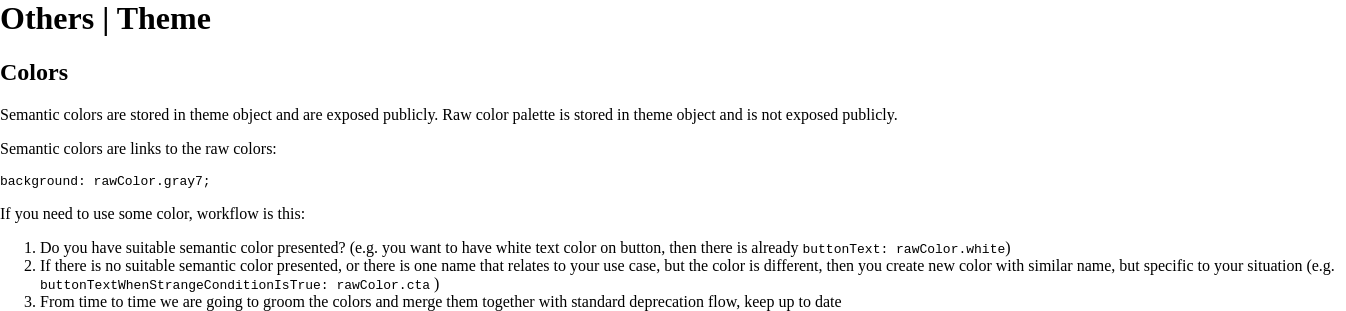 Others | Theme
Colors
Semantic colors are stored in theme object and are exposed publicly. Raw color palette is stored in theme object and is not exposed publicly.
Semantic colors are links to the raw colors:
background: rawColor.gray7;
If you need to use some color, workflow is this:
1. Do you have suitable semantic color presented? (e.g. you want to have white text color on button, then there is already buttonText: rawColor.white)
2. If there is no suitable semantic color presented, or there is one name that relates to your use case, but the color is different, then you create new color with similar name, but specific to your situation (e.g.
buttonTextWhenStrangeConditionIsTrue: rawColor.cta )
3. From time to time we are going to groom the colors and merge them together with standard deprecation flow, keep up to date